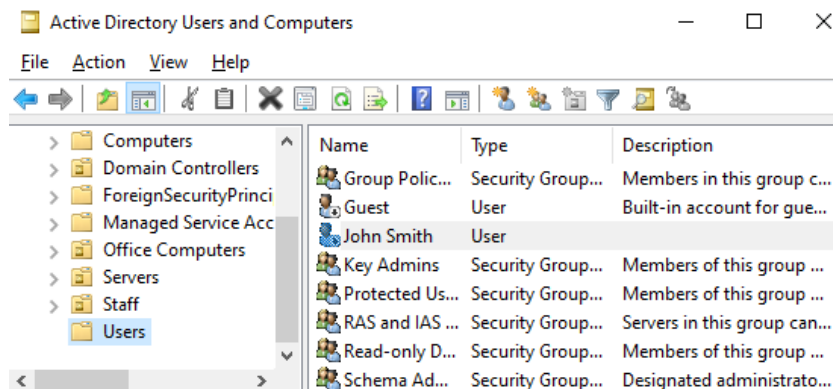 Active Directory Users and Computers
File Action View Help
Computers
Domain Controllers
ForeignSecurityPrinci
Managed Service Acc
Office Computers
Servers
Staff
Users
Name Type Description
Group Polic... Security Group... Members in this group c...
Guest User Built-in account for gue...
John Smith User
Key Admins Security Group... Members of this group ...
Protected Us... Security Group... Members of this group ...
RAS and IAS ... Security Group... Servers in this group can...
Read-only D... Security Group... Members of this group ...
Schema Ad... Security Group... Designated administrato...